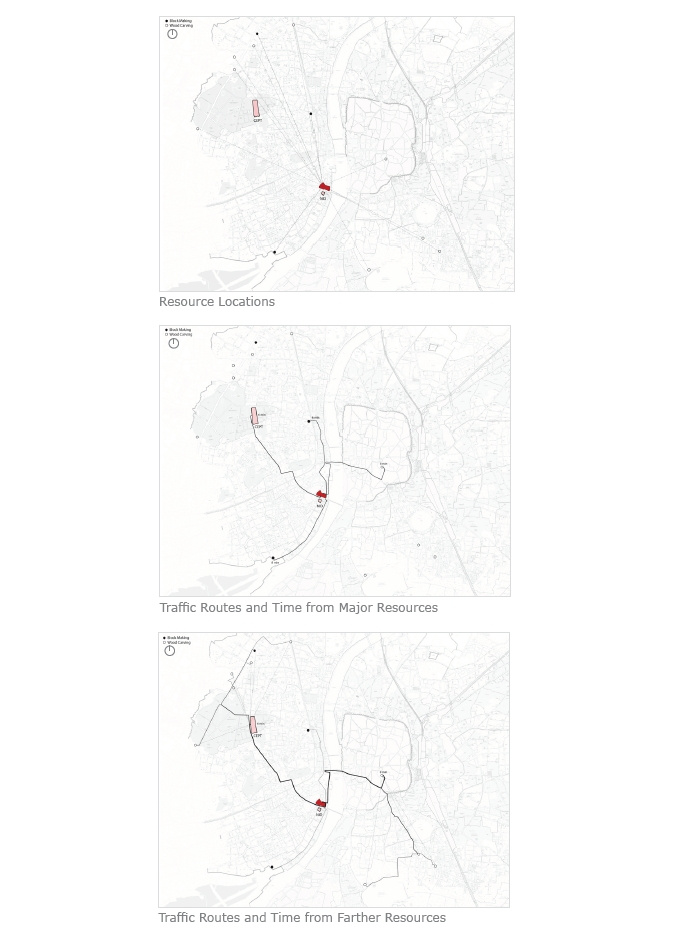 Block Making
Wood Carving
CEPT
NID
Resource Locations
Block Making
Wood Carving
CEPT
NID
Traffic Routes and Time from Major Resources
Block Making
Wood Carving
CEPT
NID
Traffic Routes and Time from Farther Resources